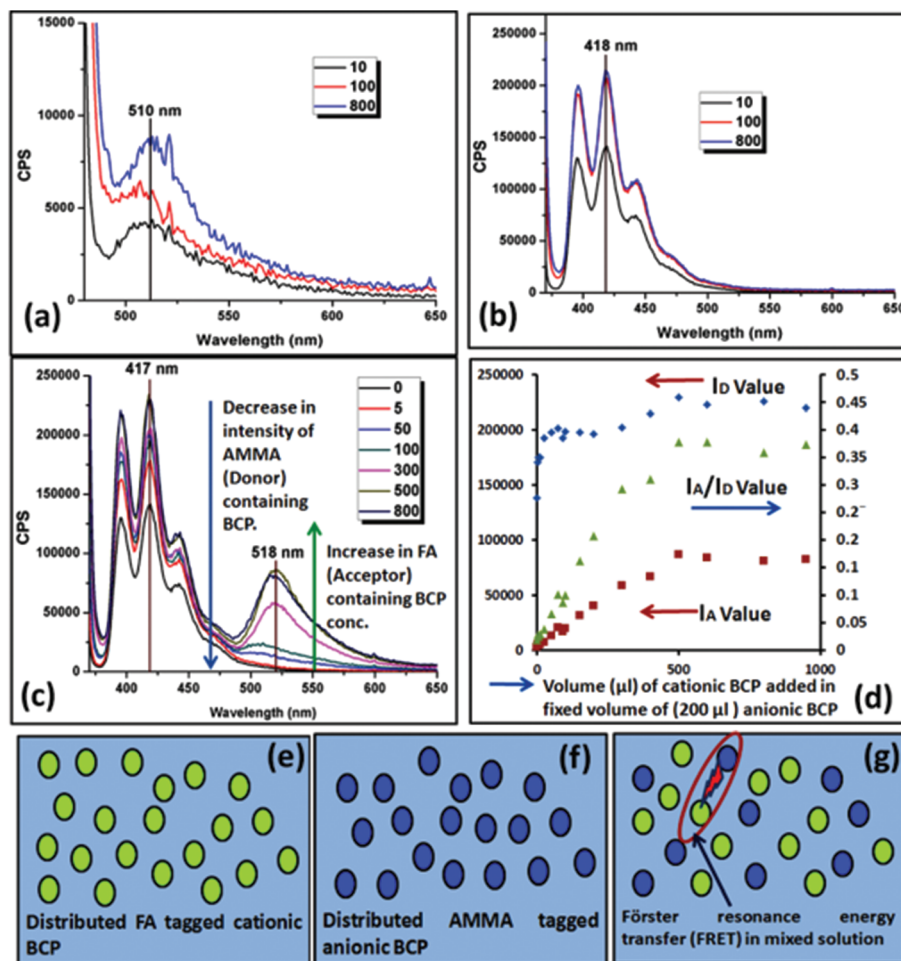 15000
10000
5000
0
CPS
10
100
800
510 nm
(a)
500 550 600 650
Wavelength (nm)
250000
200000
150000
100000
50000
0
CPS
418 nm
10
100
800
(b)
400 450 500 550 600 650
Wavelength (nm)
417 nm
250000
200000
150000
100000
50000
0
CPS
Decrease in
intensity of
AMMA
(Donor)
containing
BCP.
0
5
50
100
300
500
800
518 nm
Increase in FA
(Acceptor)
containing BCP
conc.
(c)
400 450 500 550 600 650
Wavelength (nm)
250000
200000
150000
100000
50000
0
ID Value
IA/ID Value
IA Value
0.5
0.45
0.4
0.35
0.3
0.2
0.2
0.1
0.1
0.05
0
0 500 1000
Volume (µl) of cationic BCP added in
fixed volume of (200 µl ) anionic BCP
(d)
(e)
Distributed FA tagged cationic
BCP
(f)
Distributed AMMA tagged
anionic BCP
(g)
Förster resonance energy
transfer (FRET) in mixed solution